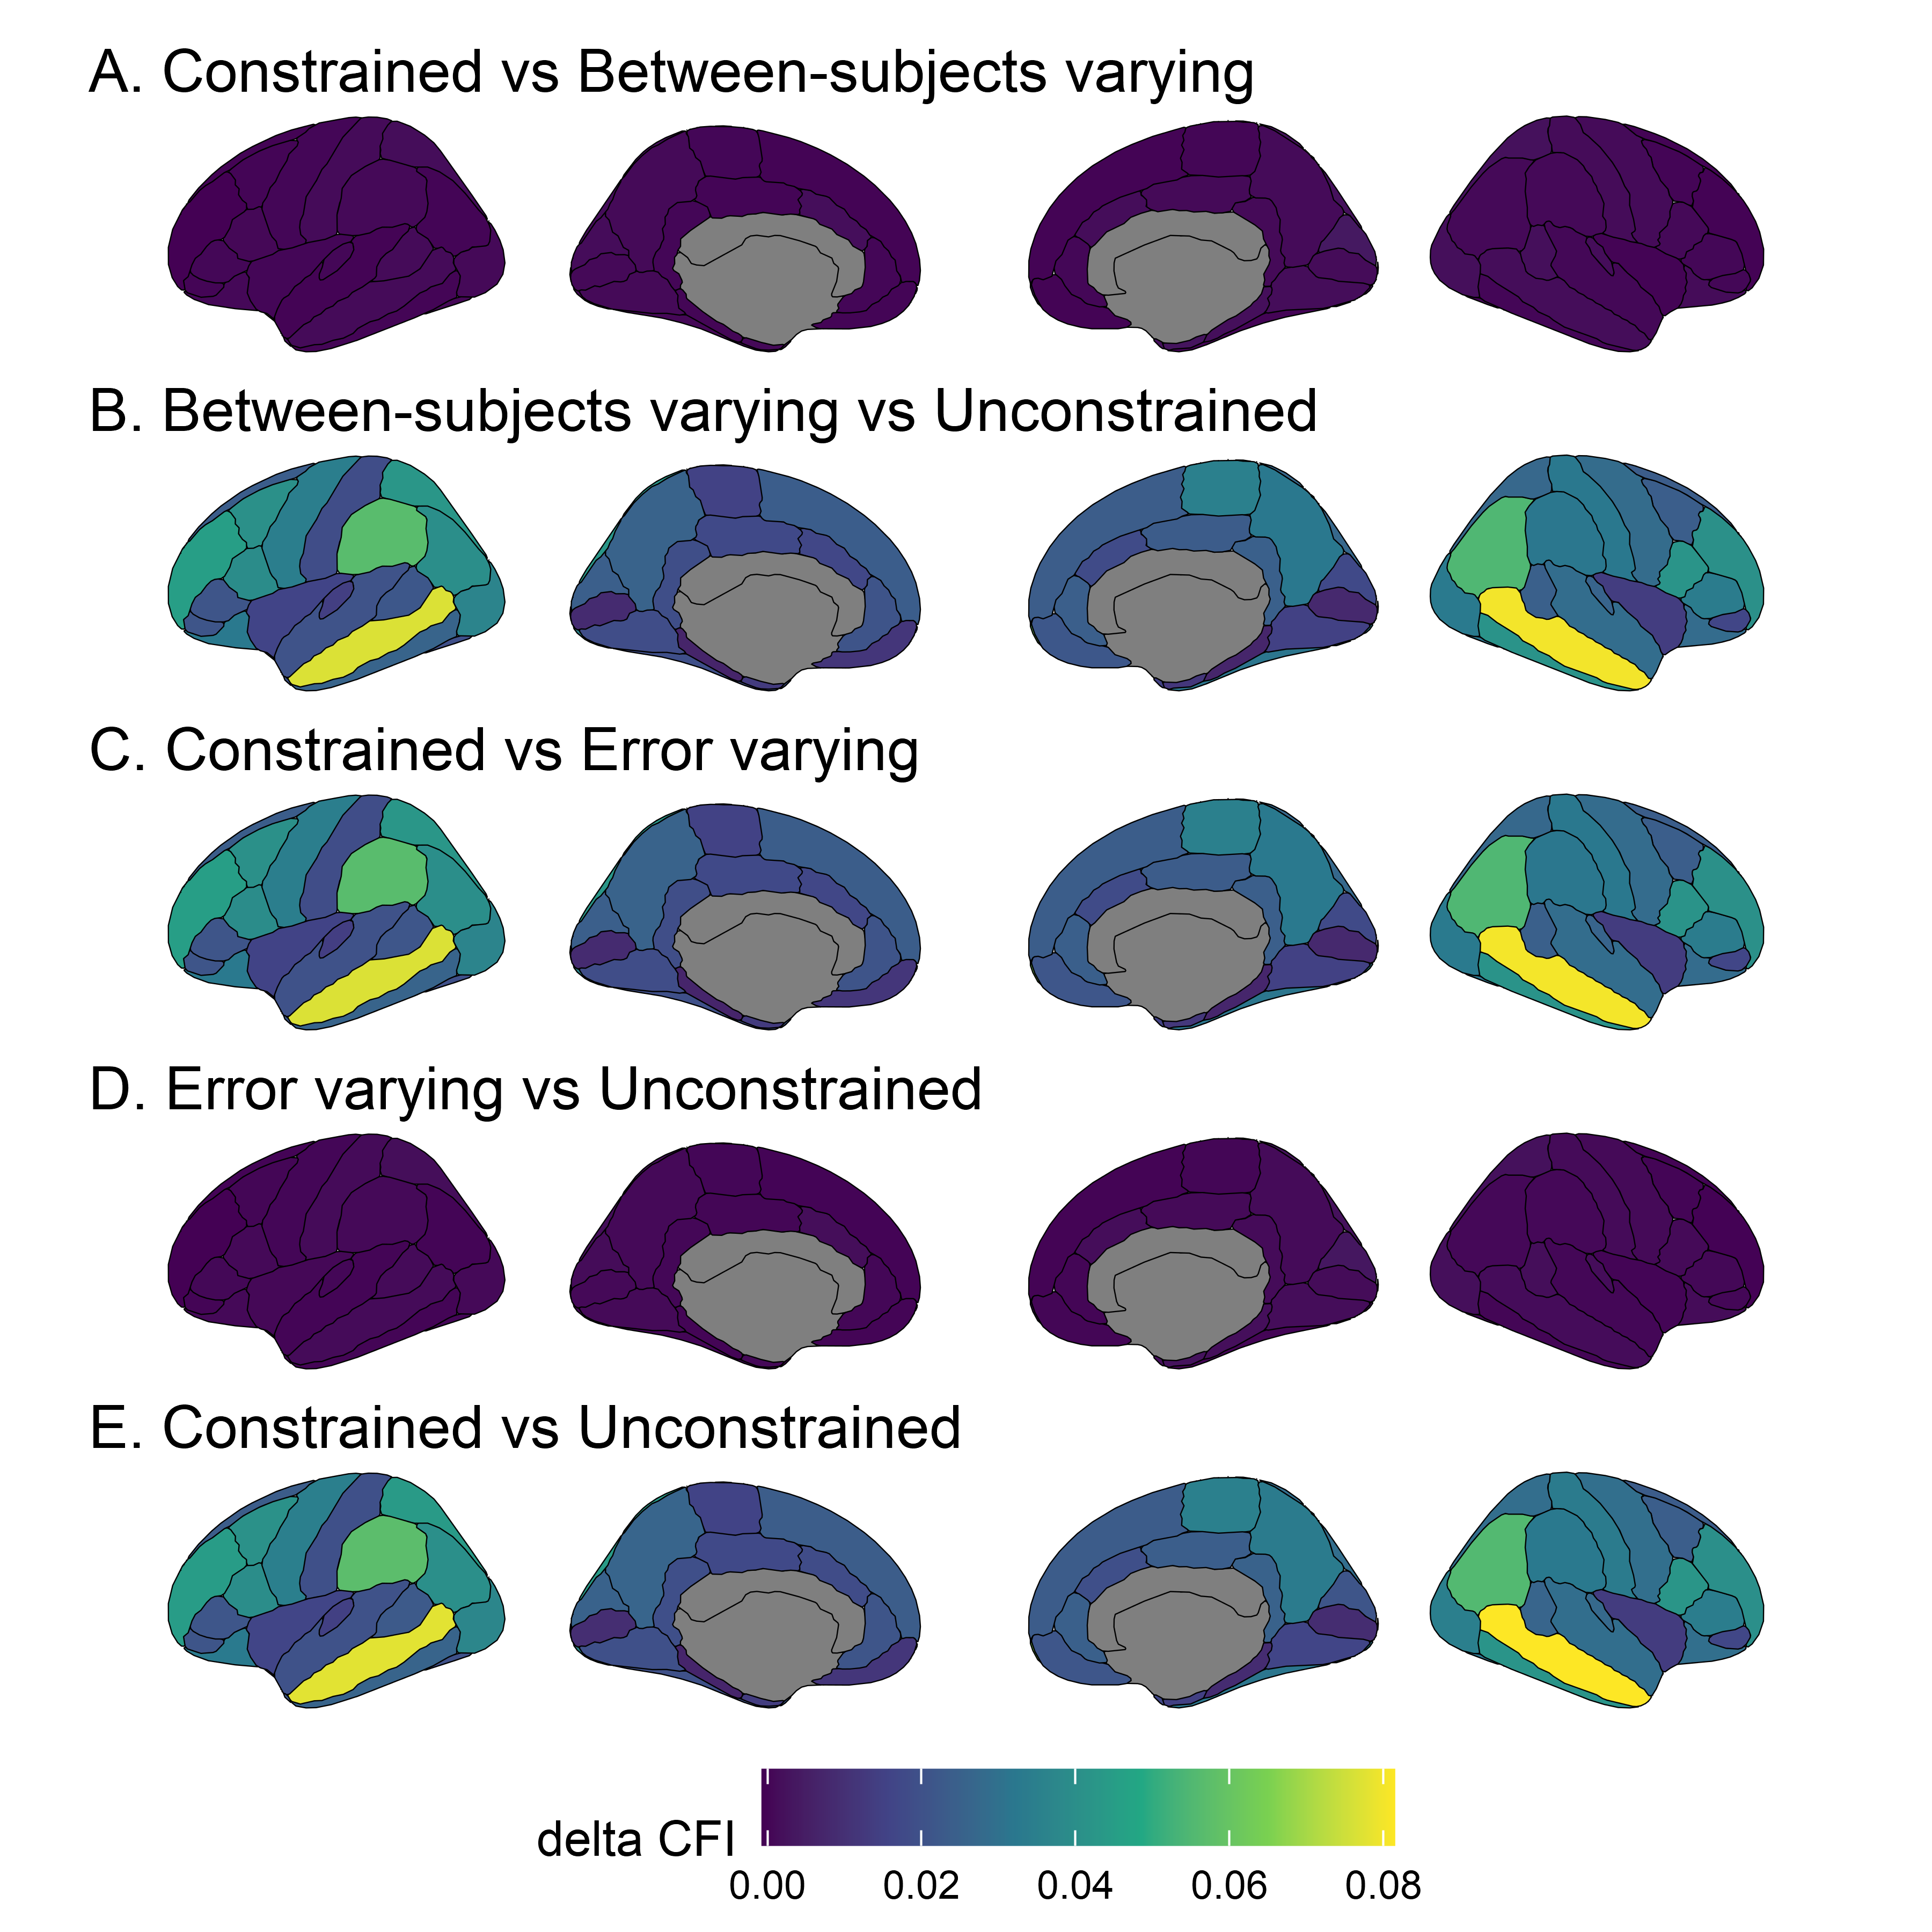 A. Constrained vs Between-subjects varying
B. Between-subjects varying vs Unconstrained
C. Constrained vs Error varying
D. Error varying vs Unconstrained
E. Constrained vs Unconstrained
delta CFI
0.00 0.02 0.04 0.06 0.08